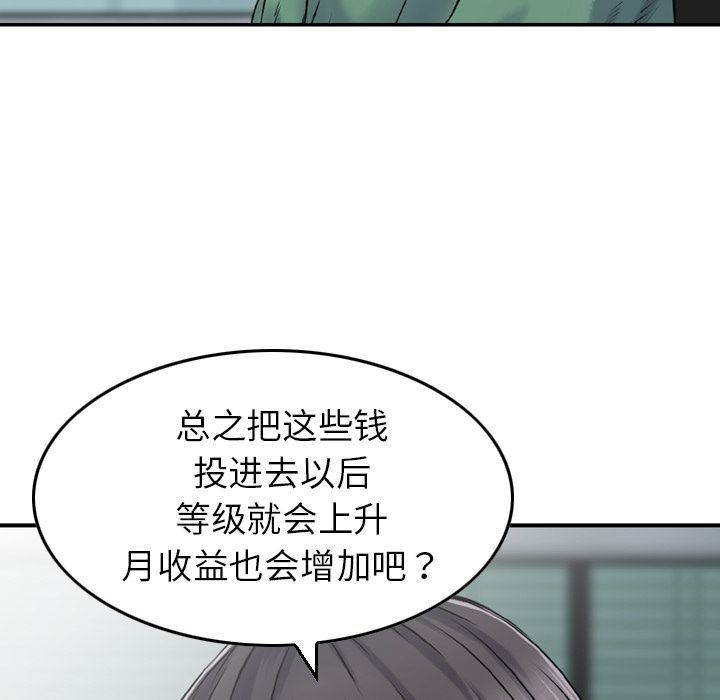 总之把这些钱
投进去以后
等级就会上升
月收益也会增加吧？